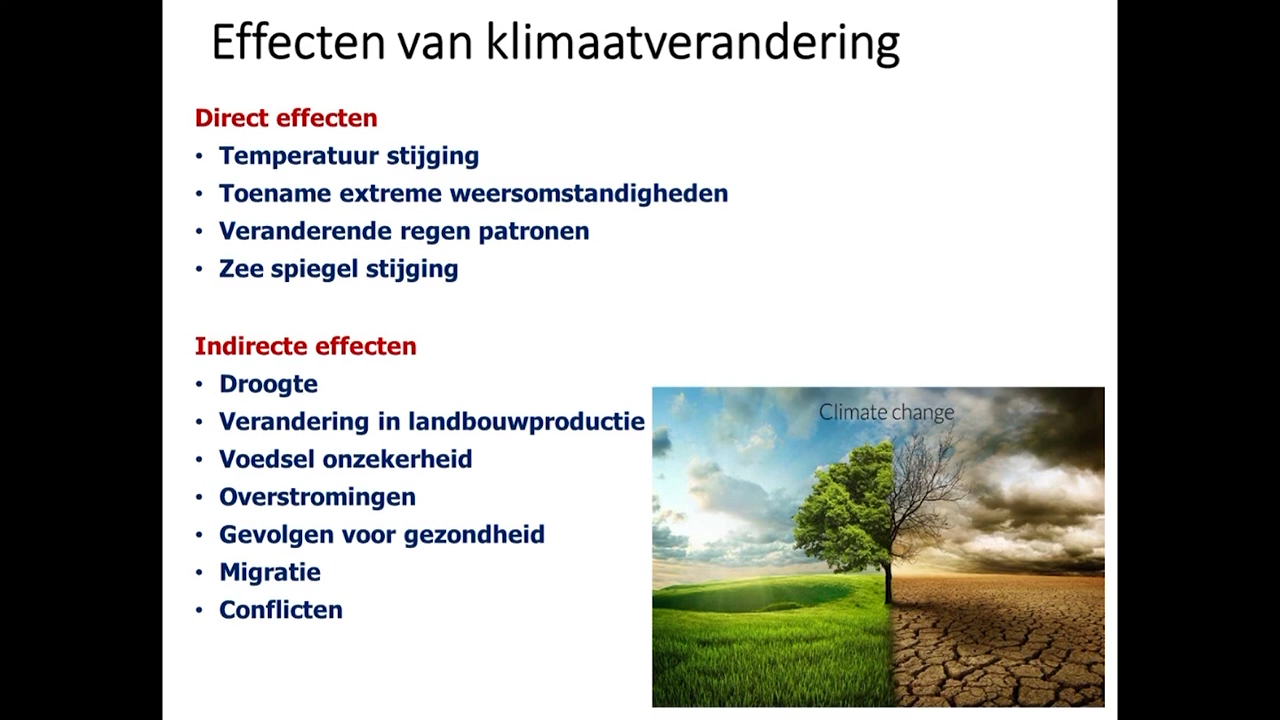 Effecten van klimaatverandering
Direct effecten
• Temperatuur stijging
• Toename extreme weersomstandigheden
• Veranderende regen patronen
• Zee spiegel stijging
Indirecte effecten
• Droogte
• Verandering in landbouwproductie
• Voedsel onzekerheid
• Overstromingen
• Gevolgen voor gezondheid
• Migratie
• Conflicten
Climate change